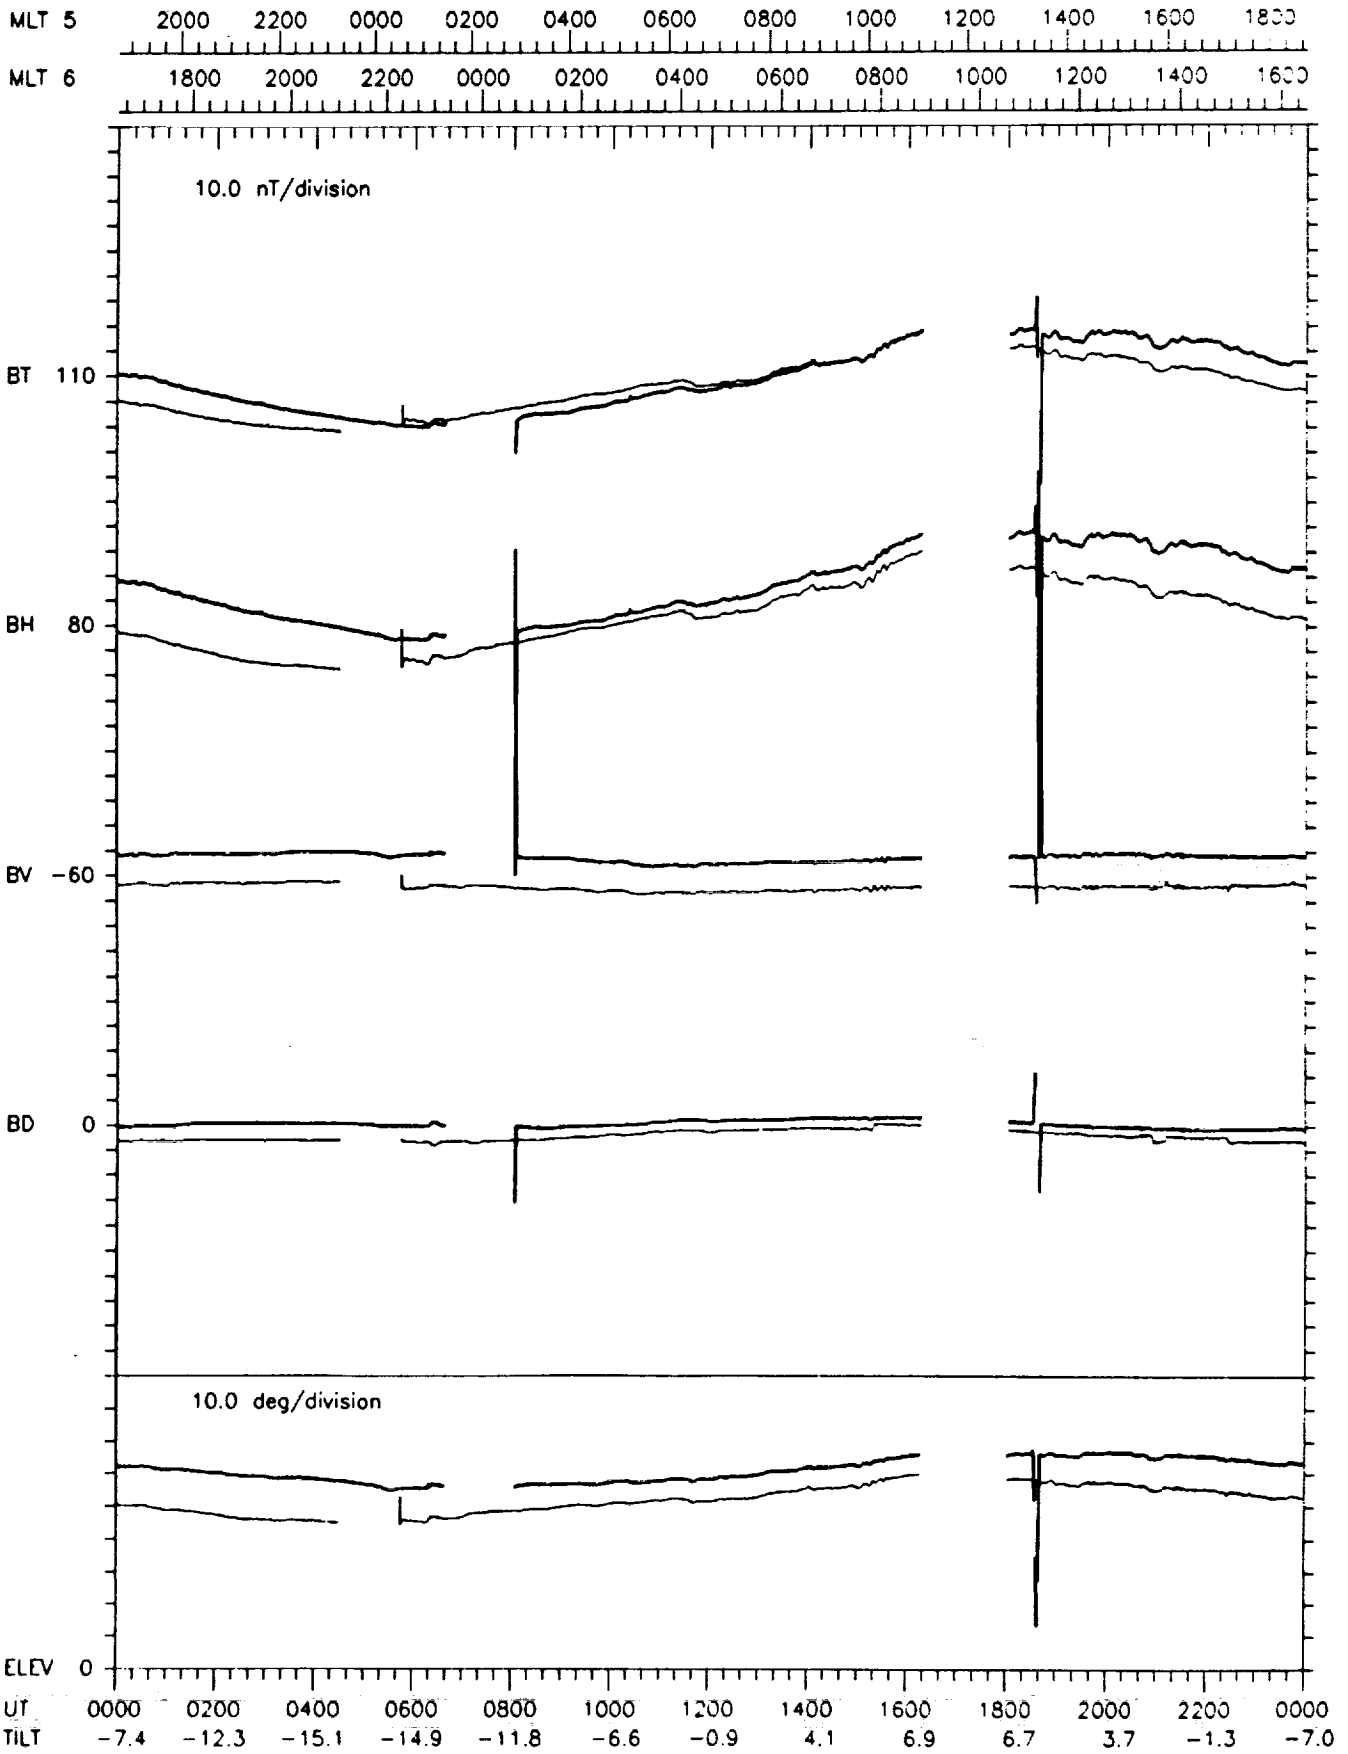 MLT 5 2000 2200 0000 0200 0400 0600 0800 1000 1200 1400 1600
MLT 6 1800 2000 2200 0000 0200 0400 0600 0800 1000 1200 1400 1600
10.0 nT/division
BT 110
BH 80
BV −60
BD 0
10.0 deg/division
ELEV 0
UT 0000 0200 0400 0600 0800 1000 1200 1400 1600 1800 2000 2200 0000
TILT −7.4 −12.3 −15.1 −14.9 −11.8 −6.6 −0.9 4.1 6.9 6.7 3.7 −1.3 −7.0